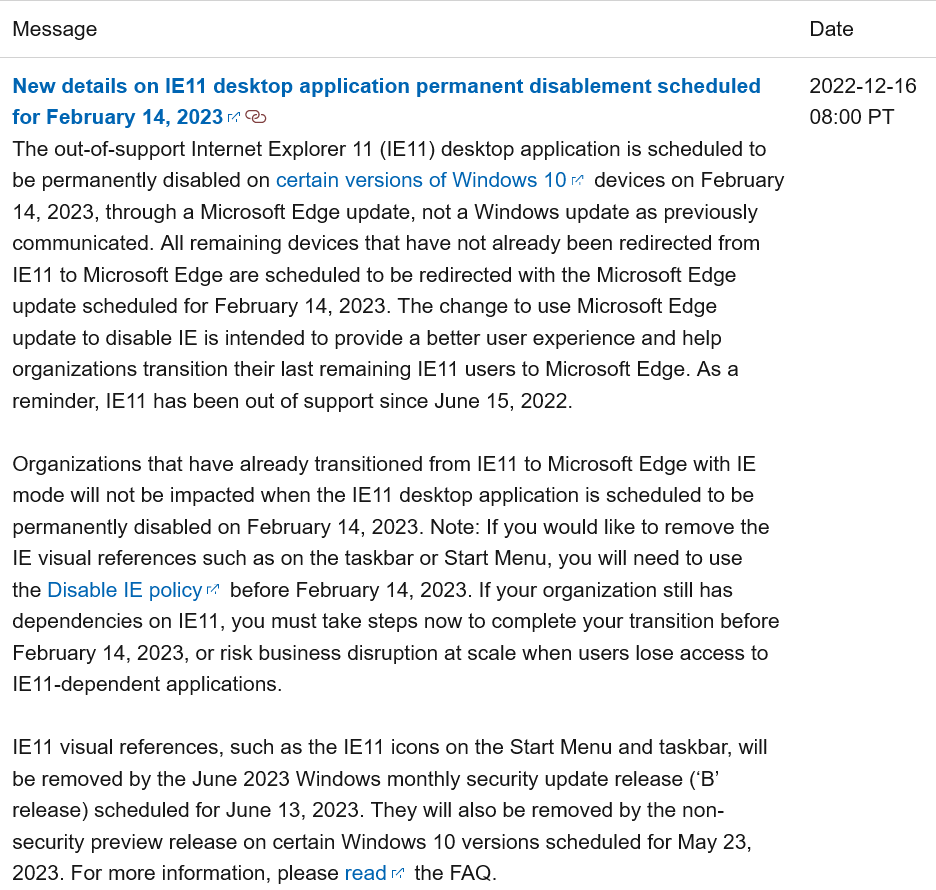 Message
Date
New details on IE11 desktop application permanent disablement scheduled
for February 14, 2023
2022-12-16
08:00 PT
The out-of-support Internet Explorer 11 (IE11) desktop application is scheduled to
be permanently disabled on certain versions of Windows 10 devices on February
14, 2023, through a Microsoft Edge update, not a Windows update as previously
communicated. All remaining devices that have not already been redirected from
IE11 to Microsoft Edge are scheduled to be redirected with the Microsoft Edge
update scheduled for February 14, 2023. The change to use Microsoft Edge
update to disable IE is intended to provide a better user experience and help
organizations transition their last remaining IE11 users to Microsoft Edge. As a
reminder, IE11 has been out of support since June 15, 2022.
Organizations that have already transitioned from IE11 to Microsoft Edge with IE
mode will not be impacted when the IE11 desktop application is scheduled to be
permanently disabled on February 14, 2023. Note: If you would like to remove the
IE visual references such as on the taskbar or Start Menu, you will need to use
the Disable IE policy before February 14, 2023. If your organization still has
dependencies on IE11, you must take steps now to complete your transition before
February 14, 2023, or risk business disruption at scale when users lose access to
IE11-dependent applications.
IE11 visual references, such as the IE11 icons on the Start Menu and taskbar, will
be removed by the June 2023 Windows monthly security update release (‘B’
release) scheduled for June 13, 2023. They will also be removed by the non-
security preview release on certain Windows 10 versions scheduled for May 23,
2023. For more information, please read the FAQ.